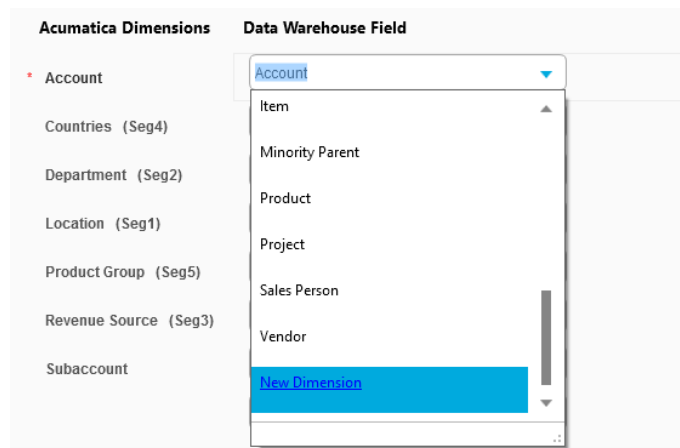 Acumatica Dimensions Data Warehouse Field
* Account Account
Item
Countries (Seg4)
Minority Parent
Department (Seg2)
Product
Location (Seg1)
Project
Product Group (Seg5)
Sales Person
Revenue Source (Seg3)
Vendor
Subaccount
New Dimension